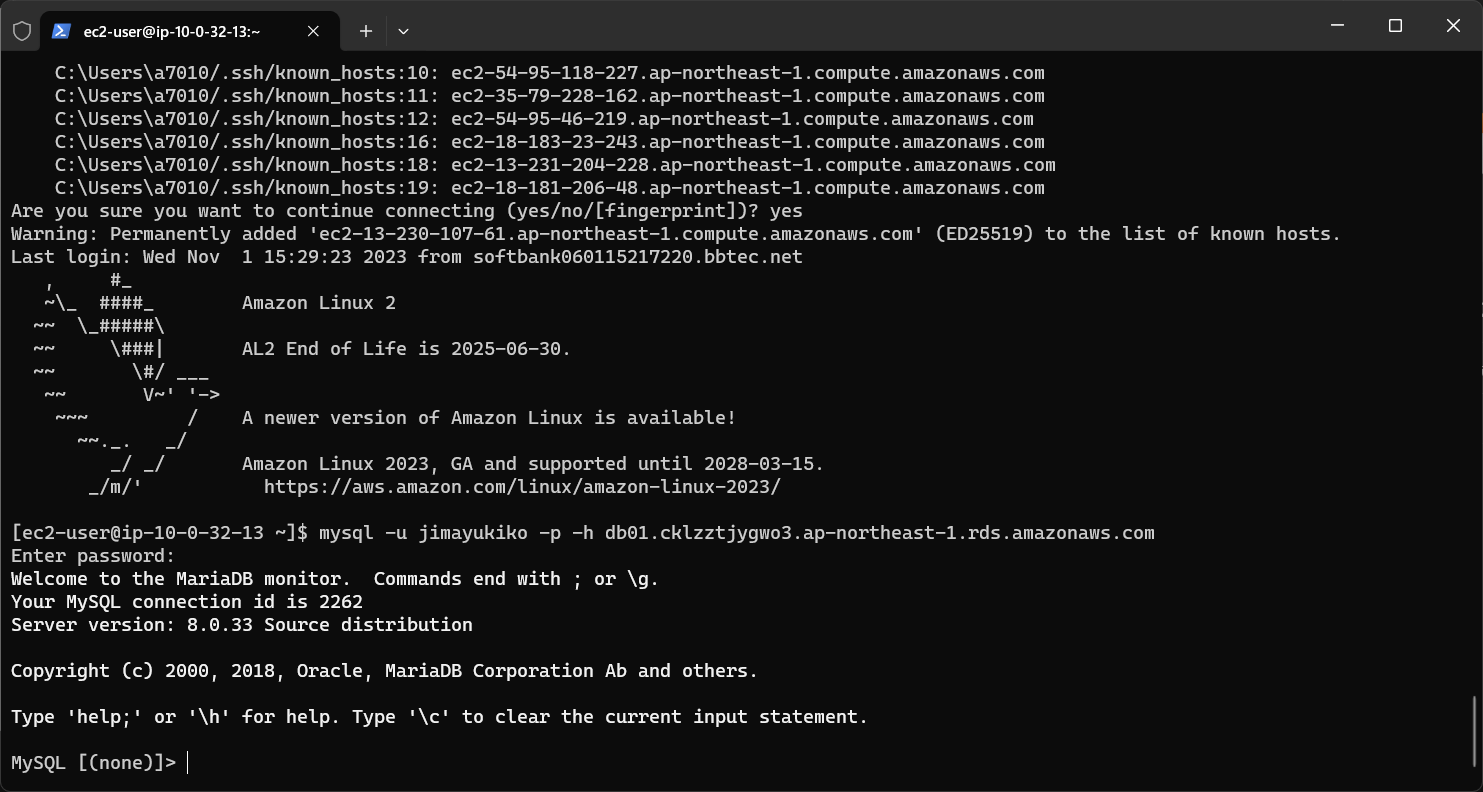 ec2-user@ip-10-0-32-13:~
    C:\Users\a7010/.ssh/known_hosts:10: ec2-54-95-118-227.ap-northeast-1.compute.amazonaws.com
    C:\Users\a7010/.ssh/known_hosts:11: ec2-35-79-228-162.ap-northeast-1.compute.amazonaws.com
    C:\Users\a7010/.ssh/known_hosts:12: ec2-54-95-46-219.ap-northeast-1.compute.amazonaws.com
    C:\Users\a7010/.ssh/known_hosts:16: ec2-18-183-23-243.ap-northeast-1.compute.amazonaws.com
    C:\Users\a7010/.ssh/known_hosts:18: ec2-13-231-204-228.ap-northeast-1.compute.amazonaws.com
    C:\Users\a7010/.ssh/known_hosts:19: ec2-18-181-206-48.ap-northeast-1.compute.amazonaws.com
Are you sure you want to continue connecting (yes/no/[fingerprint])? yes
Warning: Permanently added 'ec2-13-230-107-61.ap-northeast-1.compute.amazonaws.com' (ED25519) to the list of known hosts.
Last login: Wed Nov  1 15:29:23 2023 from softbank060115217220.bbtec.net
   ,     #_
   ~\_  ####_        Amazon Linux 2
  ~~  \_#####\
  ~~     \###|       AL2 End of Life is 2025-06-30.
  ~~       \#/ ___
   ~~       V~' '->
    ~~~         /    A newer version of Amazon Linux is available!
      ~~._.   _/
         _/ _/       Amazon Linux 2023, GA and supported until 2028-03-15.
       _/m/'           https://aws.amazon.com/linux/amazon-linux-2023/
[ec2-user@ip-10-0-32-13 ~]$ mysql -u jimayukiko -p -h db01.cklzztjygwo3.ap-northeast-1.rds.amazonaws.com
Enter password:
Welcome to the MariaDB monitor.  Commands end with ; or \g.
Your MySQL connection id is 2262
Server version: 8.0.33 Source distribution
Copyright (c) 2000, 2018, Oracle, MariaDB Corporation Ab and others.
Type 'help;' or '\h' for help. Type '\c' to clear the current input statement.
MySQL [(none)]>